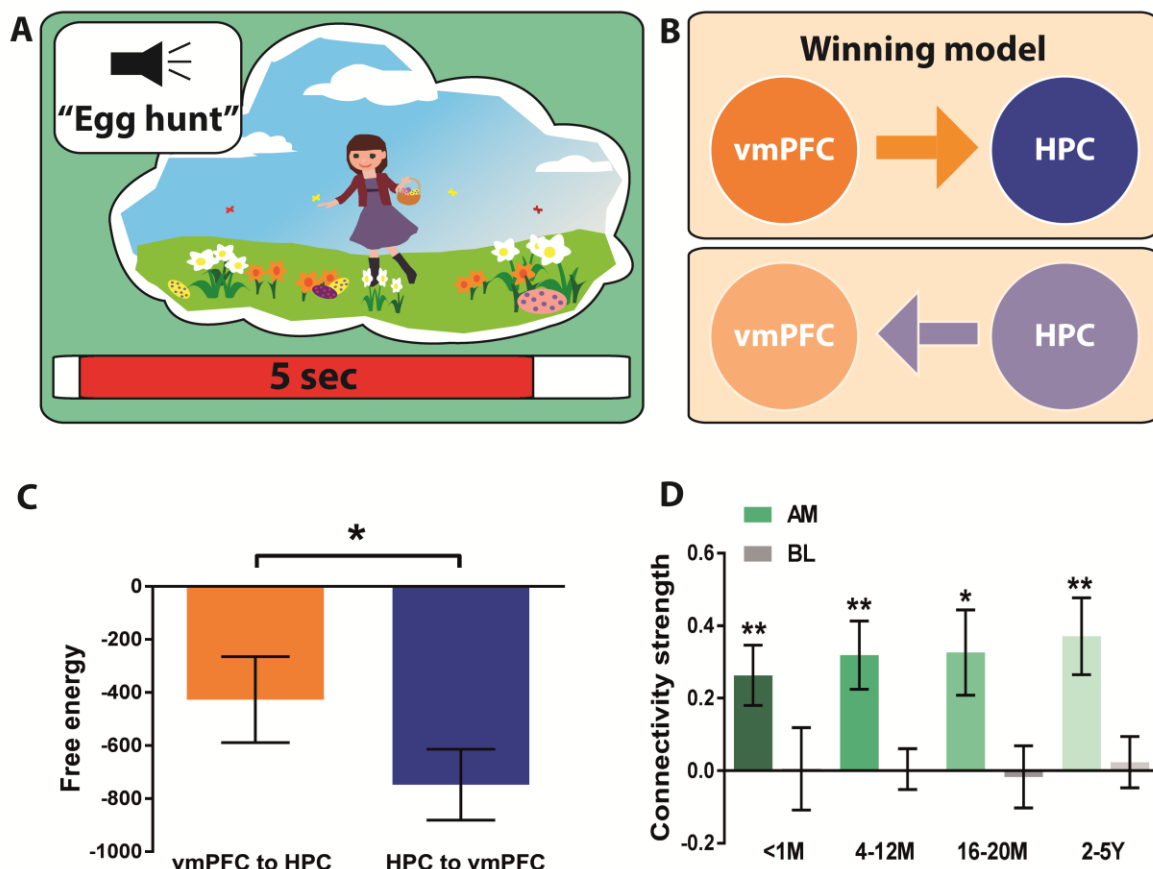 A
"Egg hunt"
5 sec
B
Winning model
vmPFC
HPC
vmPFC
HPC
C
*
Free energy
0
-200
-400
-600
-800
-1000
vmPFC to HPC
HPC to vmPFC
D
AM
BL
Connectivity strength
0.6
0.4
0.2
0.0
-0.2
**
**
*
**
<1M
4-12M
16-20M
2-5Y